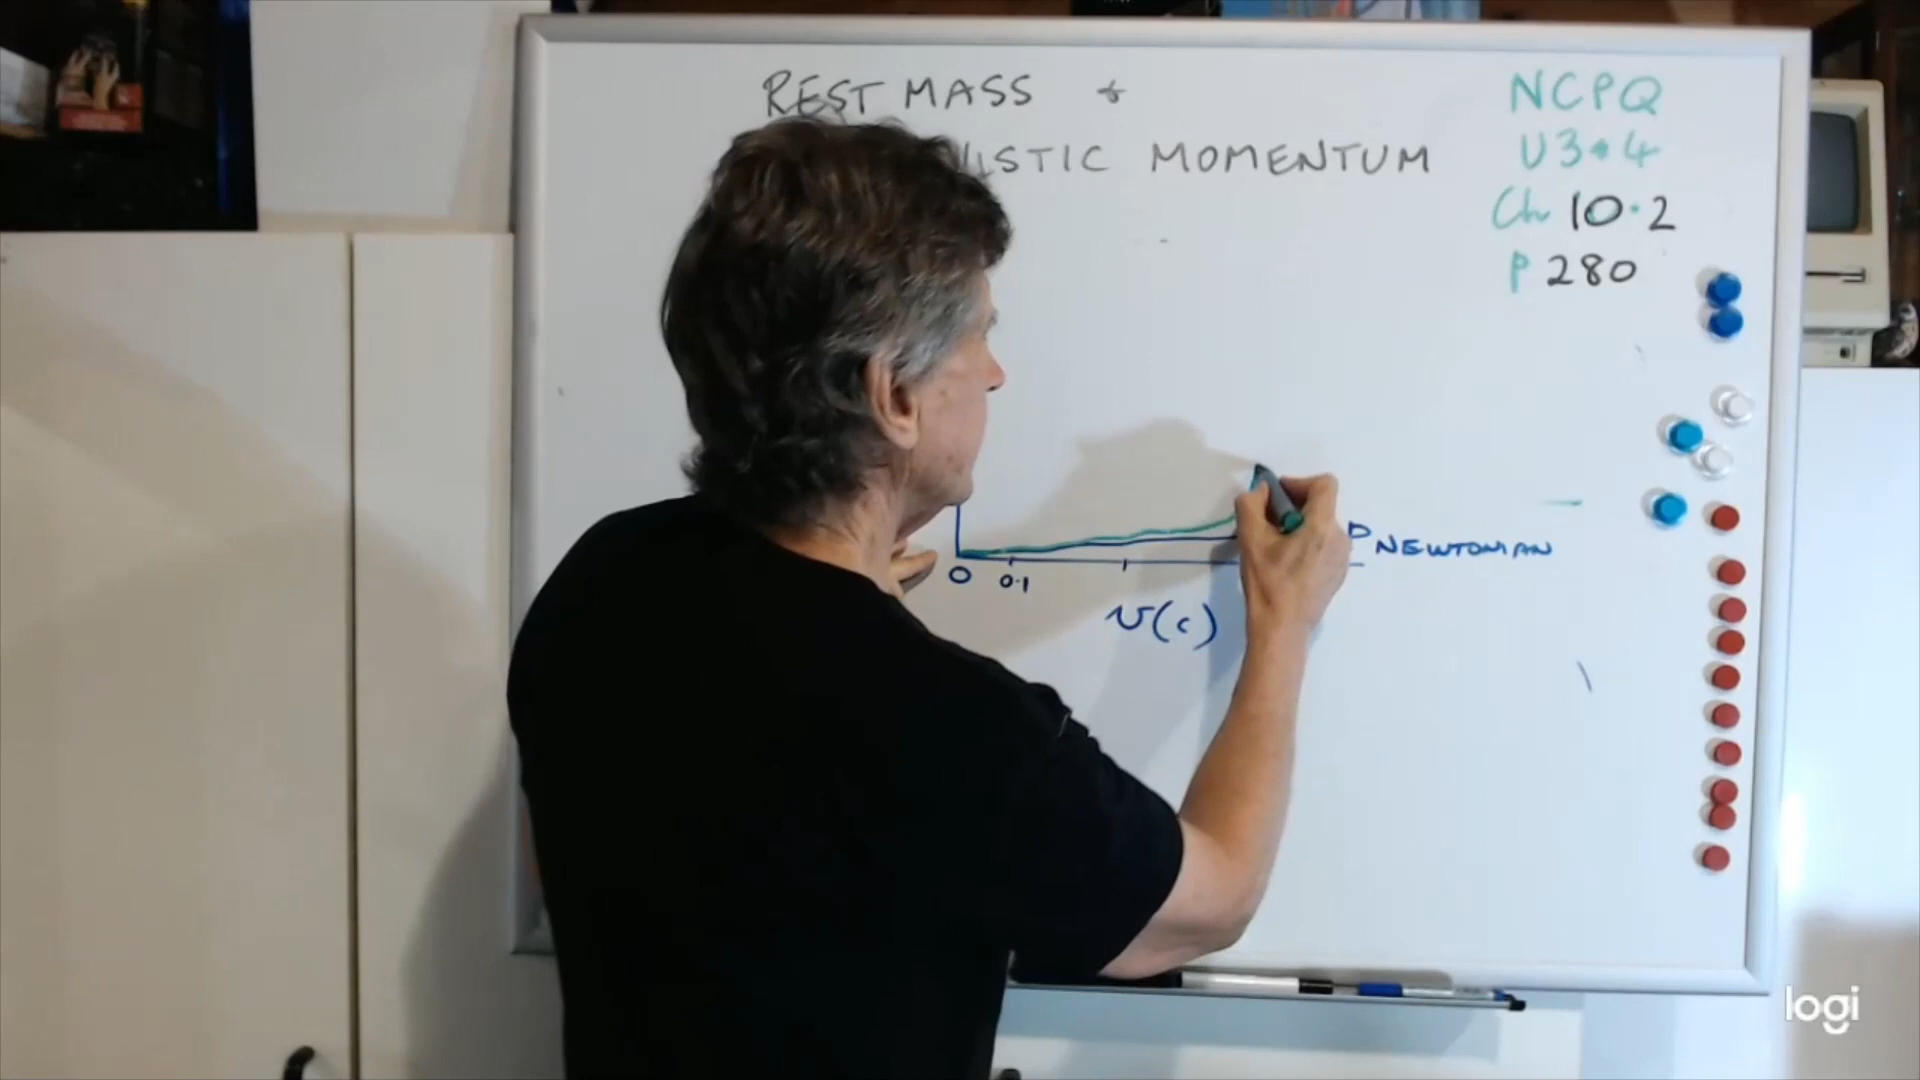 REST MASS &
ISTIC MOMENTUM
NCPQ
U3&4
Ch 10.2
P 280
P NEWTONIAN
0 0.1
v(c)
logi